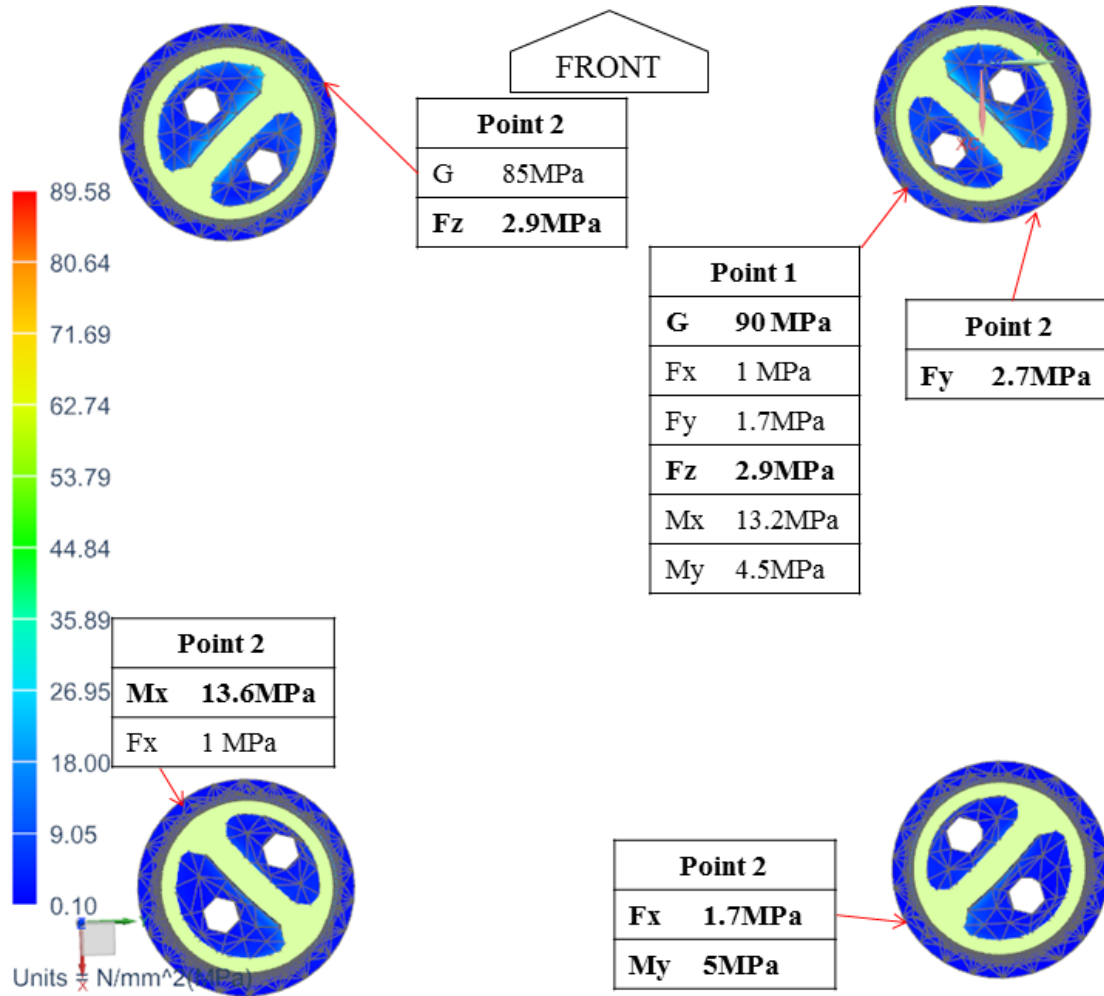 FRONT
Point 2
G 85MPa
Fz 2.9MPa
XC
89.58
80.64
71.69
62.74
53.79
44.84
35.89
26.95
18.00
9.05
0.10
Point 1
G 90 MPa
Fx 1 MPa
Fy 1.7MPa
Fz 2.9MPa
Mx 13.2MPa
My 4.5MPa
Point 2
Fy 2.7MPa
Point 2
Mx 13.6MPa
Fx 1 MPa
Point 2
Fx 1.7MPa
My 5MPa
Units = N/mm^2(MPa)
X